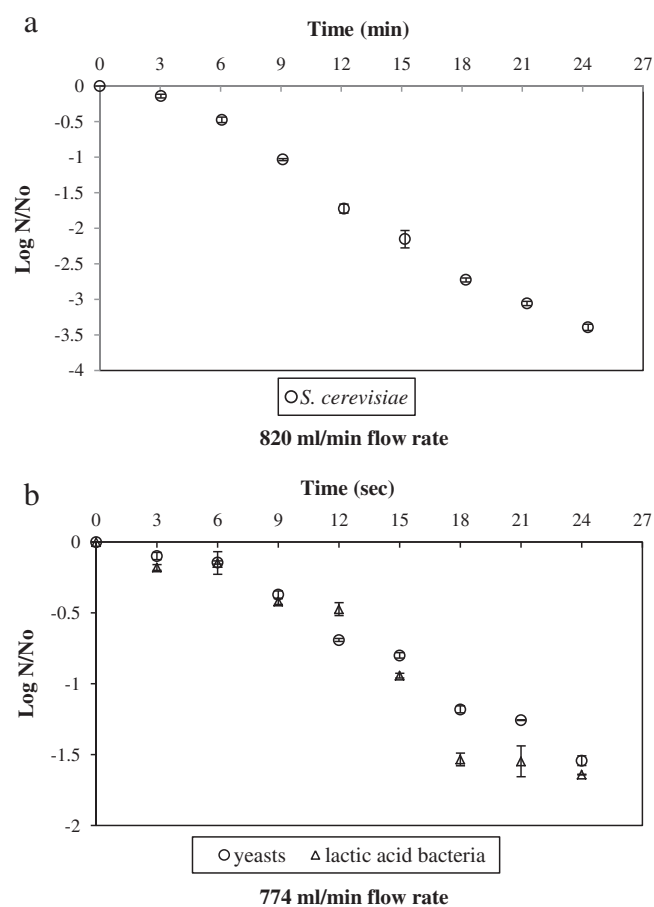 a
Time (min)
0 3 6 9 12 15 18 21 24 27
0
-0.5
-1
-1.5
-2
-2.5
-3
-3.5
-4
Log N/No
S. cerevisiae
820 ml/min flow rate
b
Time (sec)
0 3 6 9 12 15 18 21 24 27
0
-0.5
-1
-1.5
-2
Log N/No
yeasts lactic acid bacteria
774 ml/min flow rate